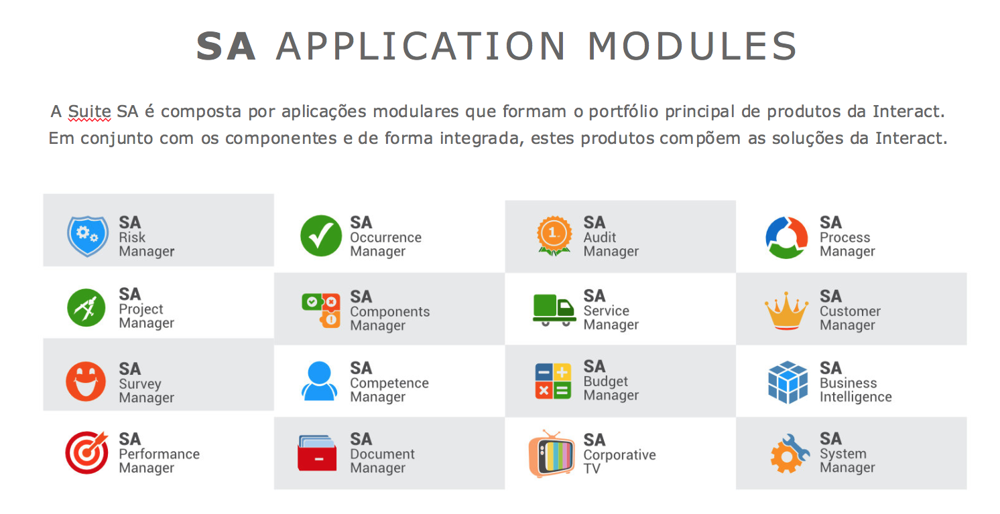 SA APPLICATION MODULES
A Suite SA é composta por aplicações modulares que formam o portfólio principal de produtos da Interact.
Em conjunto com os componentes e de forma integrada, estes produtos compõem as soluções da Interact.
SA
Risk
Manager
SA
Occurrence
Manager
1.
SA
Audit
Manager
SA
Process
Manager
SA
Project
Manager
SA
Components
Manager
SA
Service
Manager
SA
Customer
Manager
SA
Survey
Manager
SA
Competence
Manager
SA
Budget
Manager
SA
Business
Intelligence
SA
Performance
Manager
SA
Document
Manager
SA
Corporative
TV
SA
System
Manager